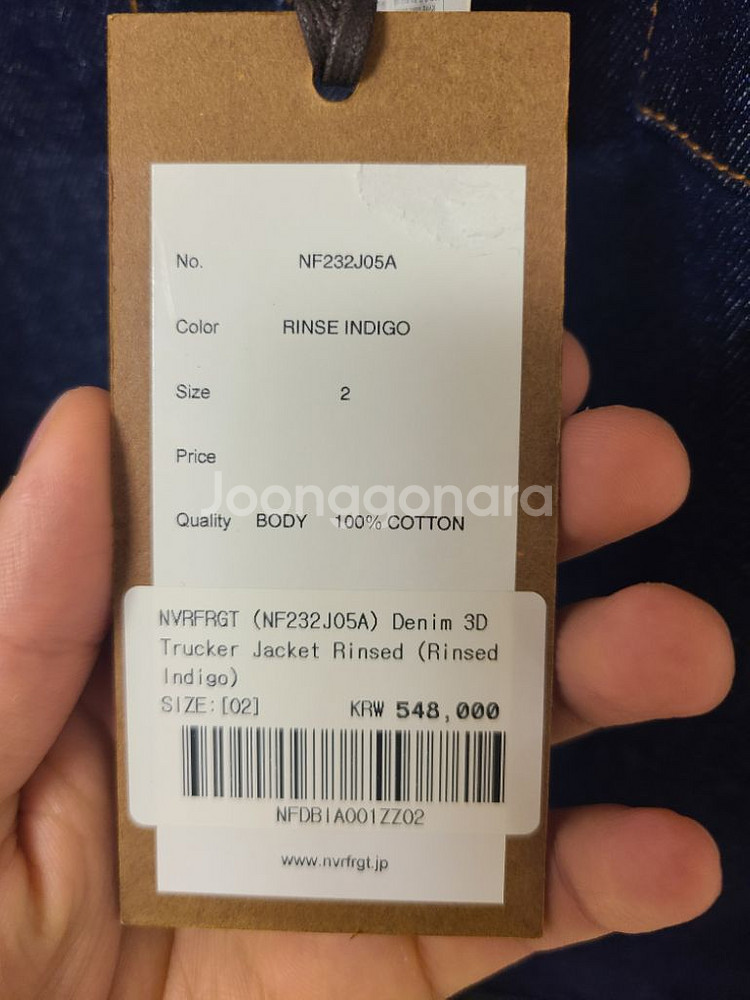 No. NF232J05A
Color RINSE INDIGO
Size 2
Price
Joonggonara
Quality BODY 100% COTTON
NVRFRGT (NF232J05A) Denim 3D
Trucker Jacket Rinsed (Rinsed
Indigo)
SIZE:[02] KRW 548,000
NFDBIA001ZZ02
www.nvrfrgt.jp